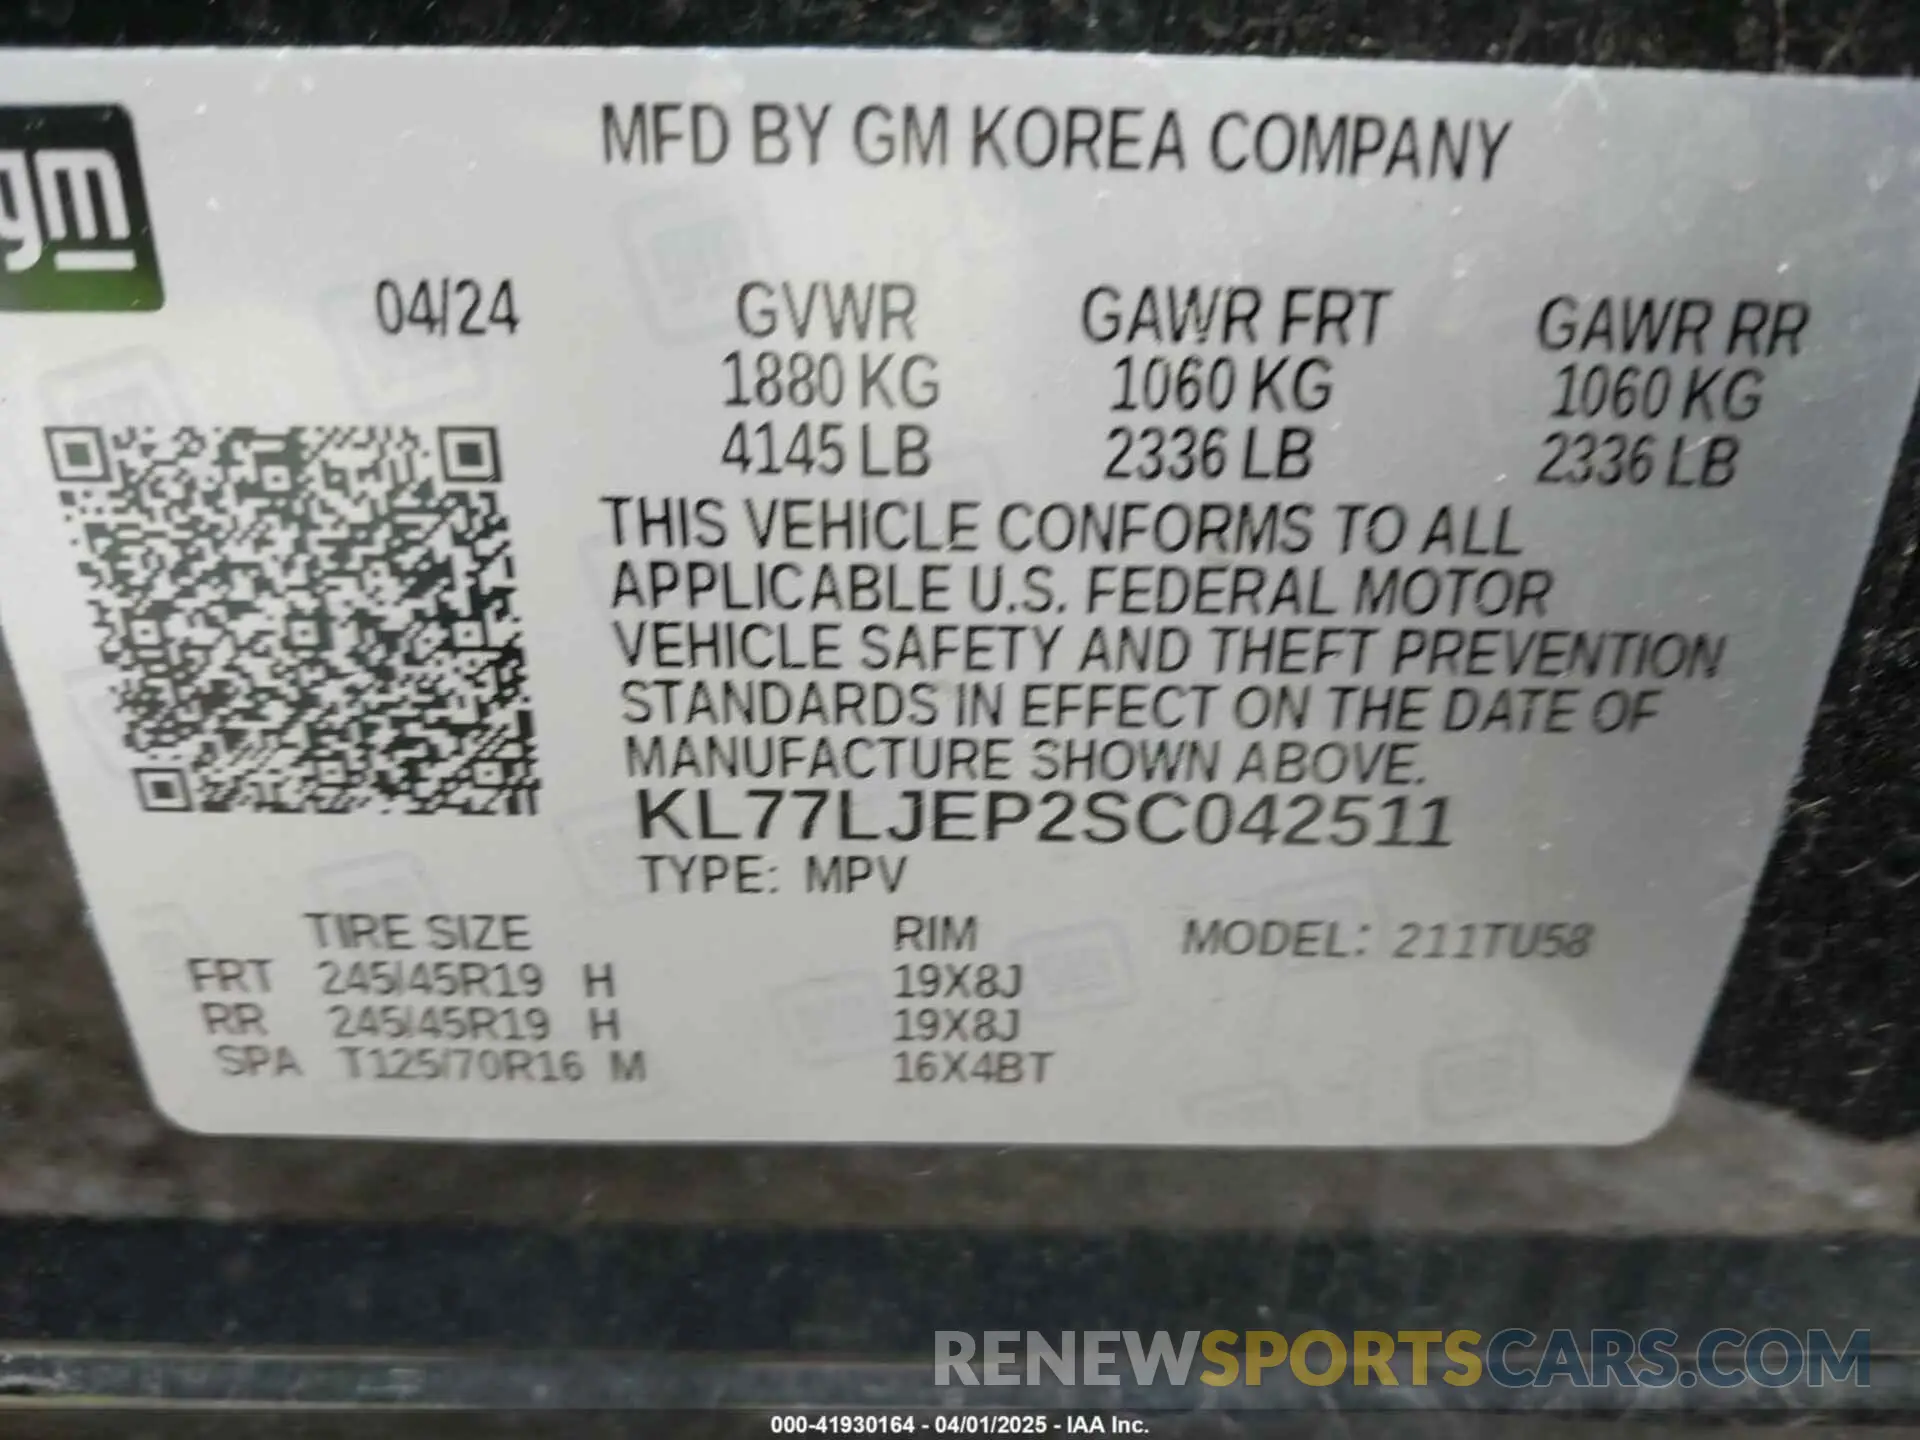 gm
MFD BY GM KOREA COMPANY
04/24 GVWR GAWR FRT GAWR RR
1880 KG 1060 KG 1060 KG
4145 LB 2336 LB 2336 LB
THIS VEHICLE CONFORMS TO ALL
APPLICABLE U.S. FEDERAL MOTOR
VEHICLE SAFETY AND THEFT PREVENTION
STANDARDS IN EFFECT ON THE DATE OF
MANUFACTURE SHOWN ABOVE.
KL77LJEP2SC042511
TYPE: MPV
TIRE SIZE RIM MODEL: 211TU58
FRT 245/45R19 H 19X8J
RR 245/45R19 H 19X8J
SPA T125/70R16 M 16X4BT
RENEWSPORTSCARS.COM
000-41930164 - 04/01/2025 - IAA Inc.